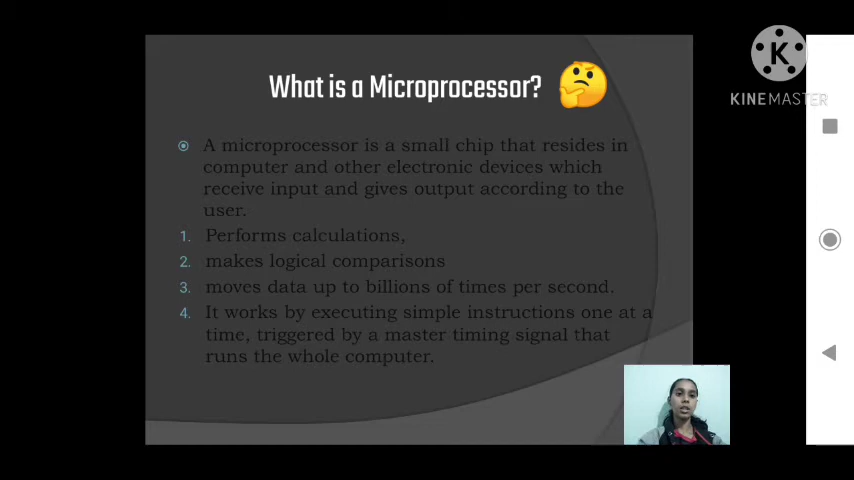 What is a Microprocessor?
KINEMASTER
A microprocessor is a small chip that resides in
computer and other electronic devices which
receive input and gives output according to the
user.
1. Performs calculations,
2. makes logical comparisons
3. moves data up to billions of times per second.
4. It works by executing simple instructions one at a
time, triggered by a master timing signal that
runs the whole computer.